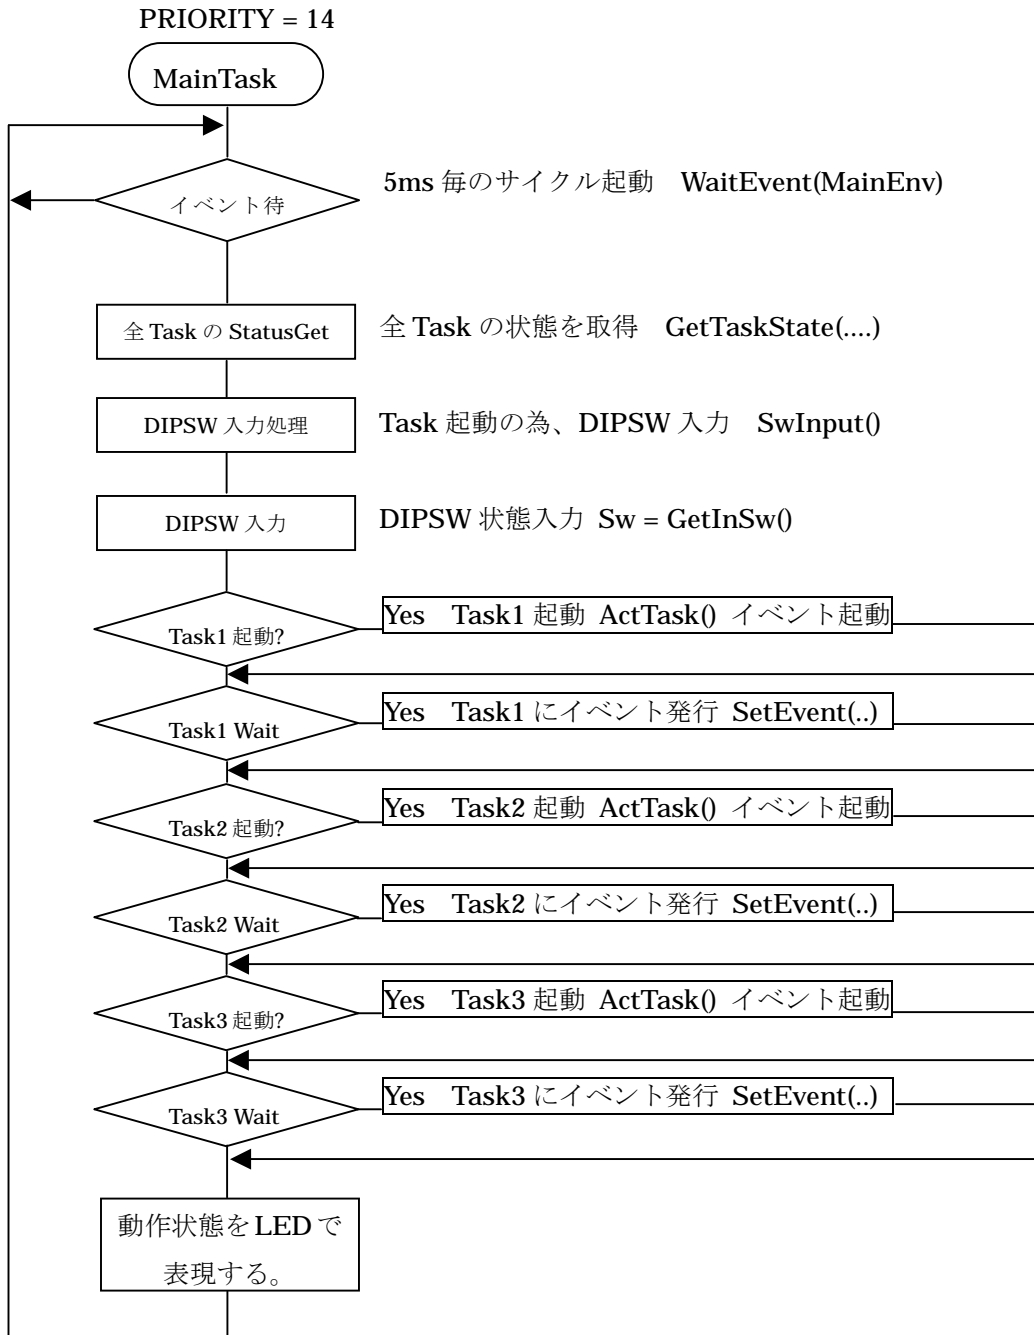 PRIORITY = 14
MainTask
イベント待
5ms 毎のサイクル起動 WaitEvent(MainEnv)
全 Task の StatusGet
全 Task の状態を取得 GetTaskState(....)
DIPSW 入力処理
Task 起動の為、DIPSW 入力 SwInput()
DIPSW 入力
DIPSW 状態入力 Sw = GetInSw()
Task1 起動?
Yes Task1 起動 ActTask() イベント起動
Task1 Wait
Yes Task1 にイベント発行 SetEvent(..)
Task2 起動?
Yes Task2 起動 ActTask() イベント起動
Task2 Wait
Yes Task2 にイベント発行 SetEvent(..)
Task3 起動?
Yes Task3 起動 ActTask() イベント起動
Task3 Wait
Yes Task3 にイベント発行 SetEvent(..)
動作状態を LED で
表現する。